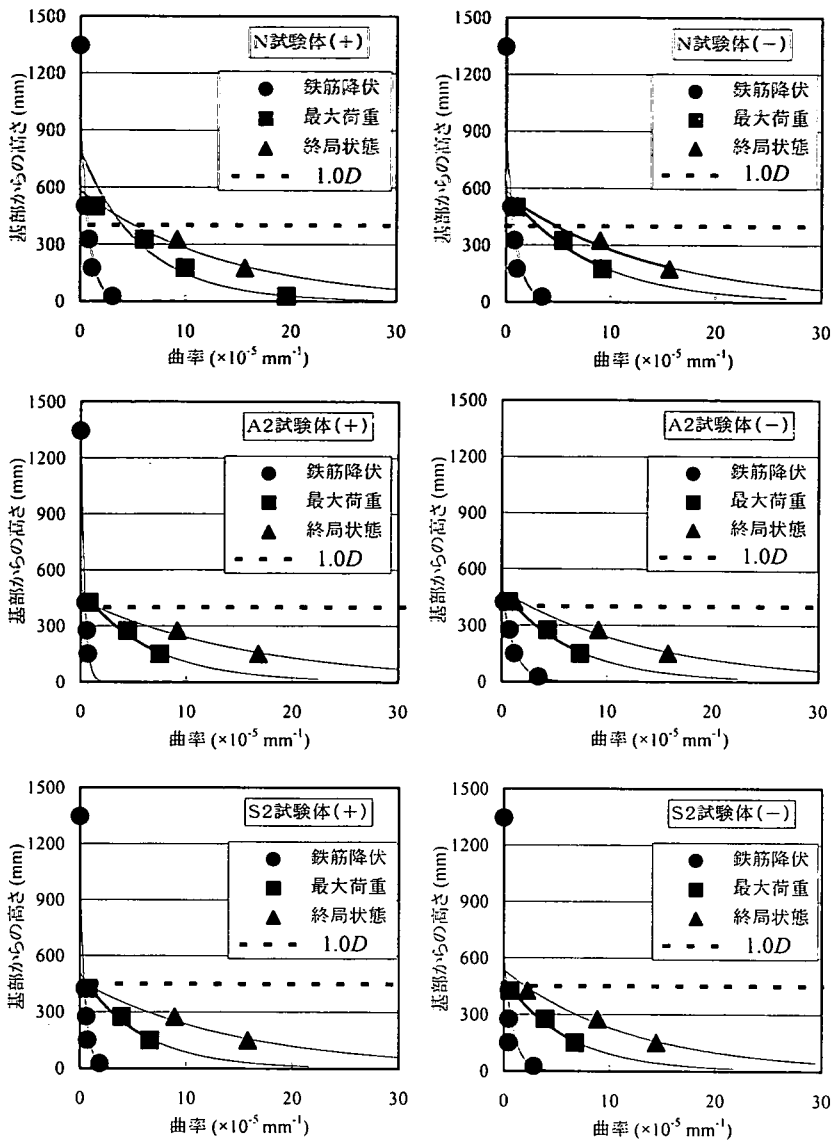 N試験体(+)
鉄筋降伏
最大荷重
終局状態
1.0D
1500
1200
900
600
300
0
0
10
20
30
基部からの高さ (mm)
曲率 (×10-5 mm-1)
N試験体(-)
鉄筋降伏
最大荷重
終局状態
1.0D
1500
1200
900
600
300
0
0
10
20
30
基部からの高さ (mm)
曲率 (×10-5 mm-1)
A2試験体(+)
鉄筋降伏
最大荷重
終局状態
1.0D
1500
1200
900
600
300
0
0
10
20
30
基部からの高さ (mm)
曲率 (×10-5 mm-1)
A2試験体(-)
鉄筋降伏
最大荷重
終局状態
1.0D
1500
1200
900
600
300
0
0
10
20
30
基部からの高さ (mm)
曲率 (×10-5 mm-1)
S2試験体(+)
鉄筋降伏
最大荷重
終局状態
1.0D
1500
1200
900
600
300
0
0
10
20
30
基部からの高さ (mm)
曲率 (×10-5 mm-1)
S2試験体(-)
鉄筋降伏
最大荷重
終局状態
1.0D
1500
1200
900
600
300
0
0
10
20
30
基部からの高さ (mm)
曲率 (×10-5 mm-1)